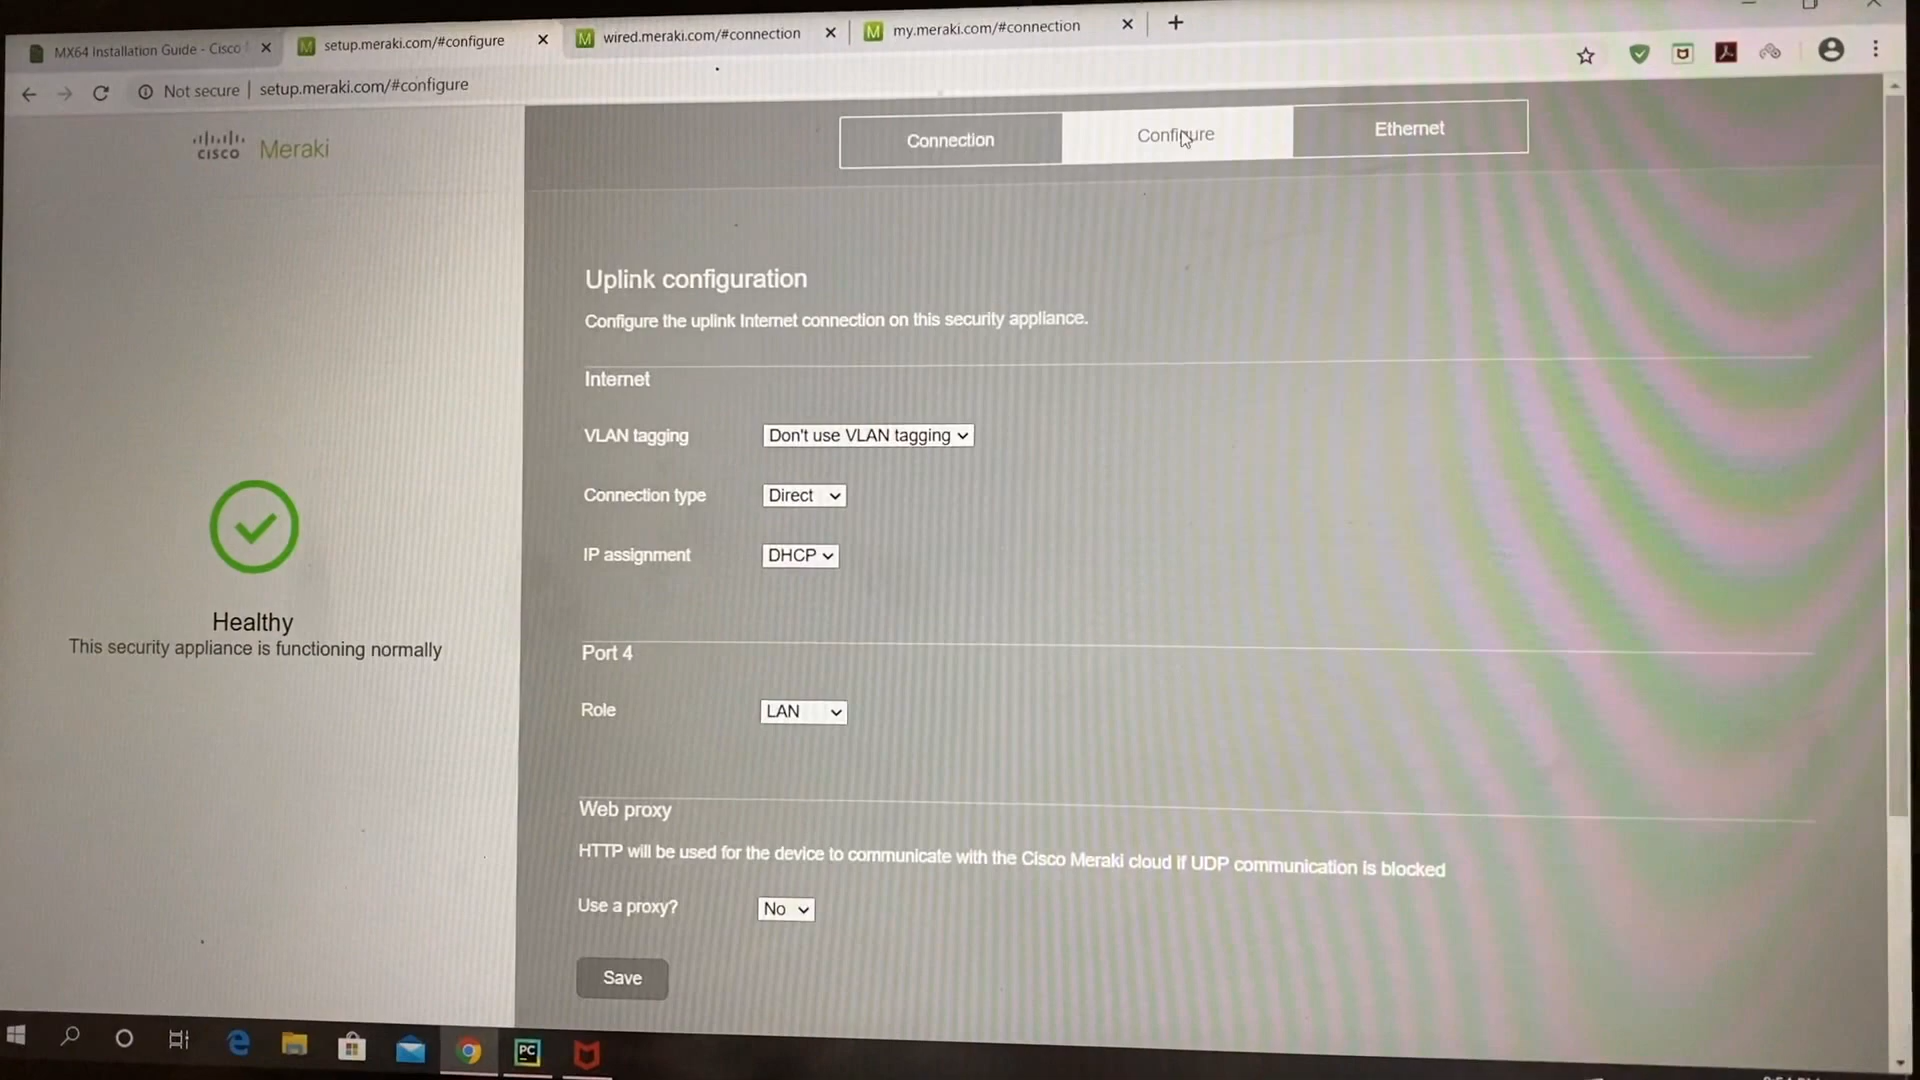 MX64 Installation Guide - Cisco
setup.meraki.com/#configure
wired.meraki.com/#connection
my.meraki.com/#connection
Not secure | setup.meraki.com/#configure
CISCO Meraki
Connection
Configure
Ethernet
Uplink configuration
Configure the uplink Internet connection on this security appliance.
Internet
VLAN tagging Don't use VLAN tagging
Connection type Direct
IP assignment DHCP
Healthy
This security appliance is functioning normally
Port 4
Role LAN
Web proxy
HTTP will be used for the device to communicate with the Cisco Meraki cloud if UDP communication is blocked
Use a proxy? No
Save
PC